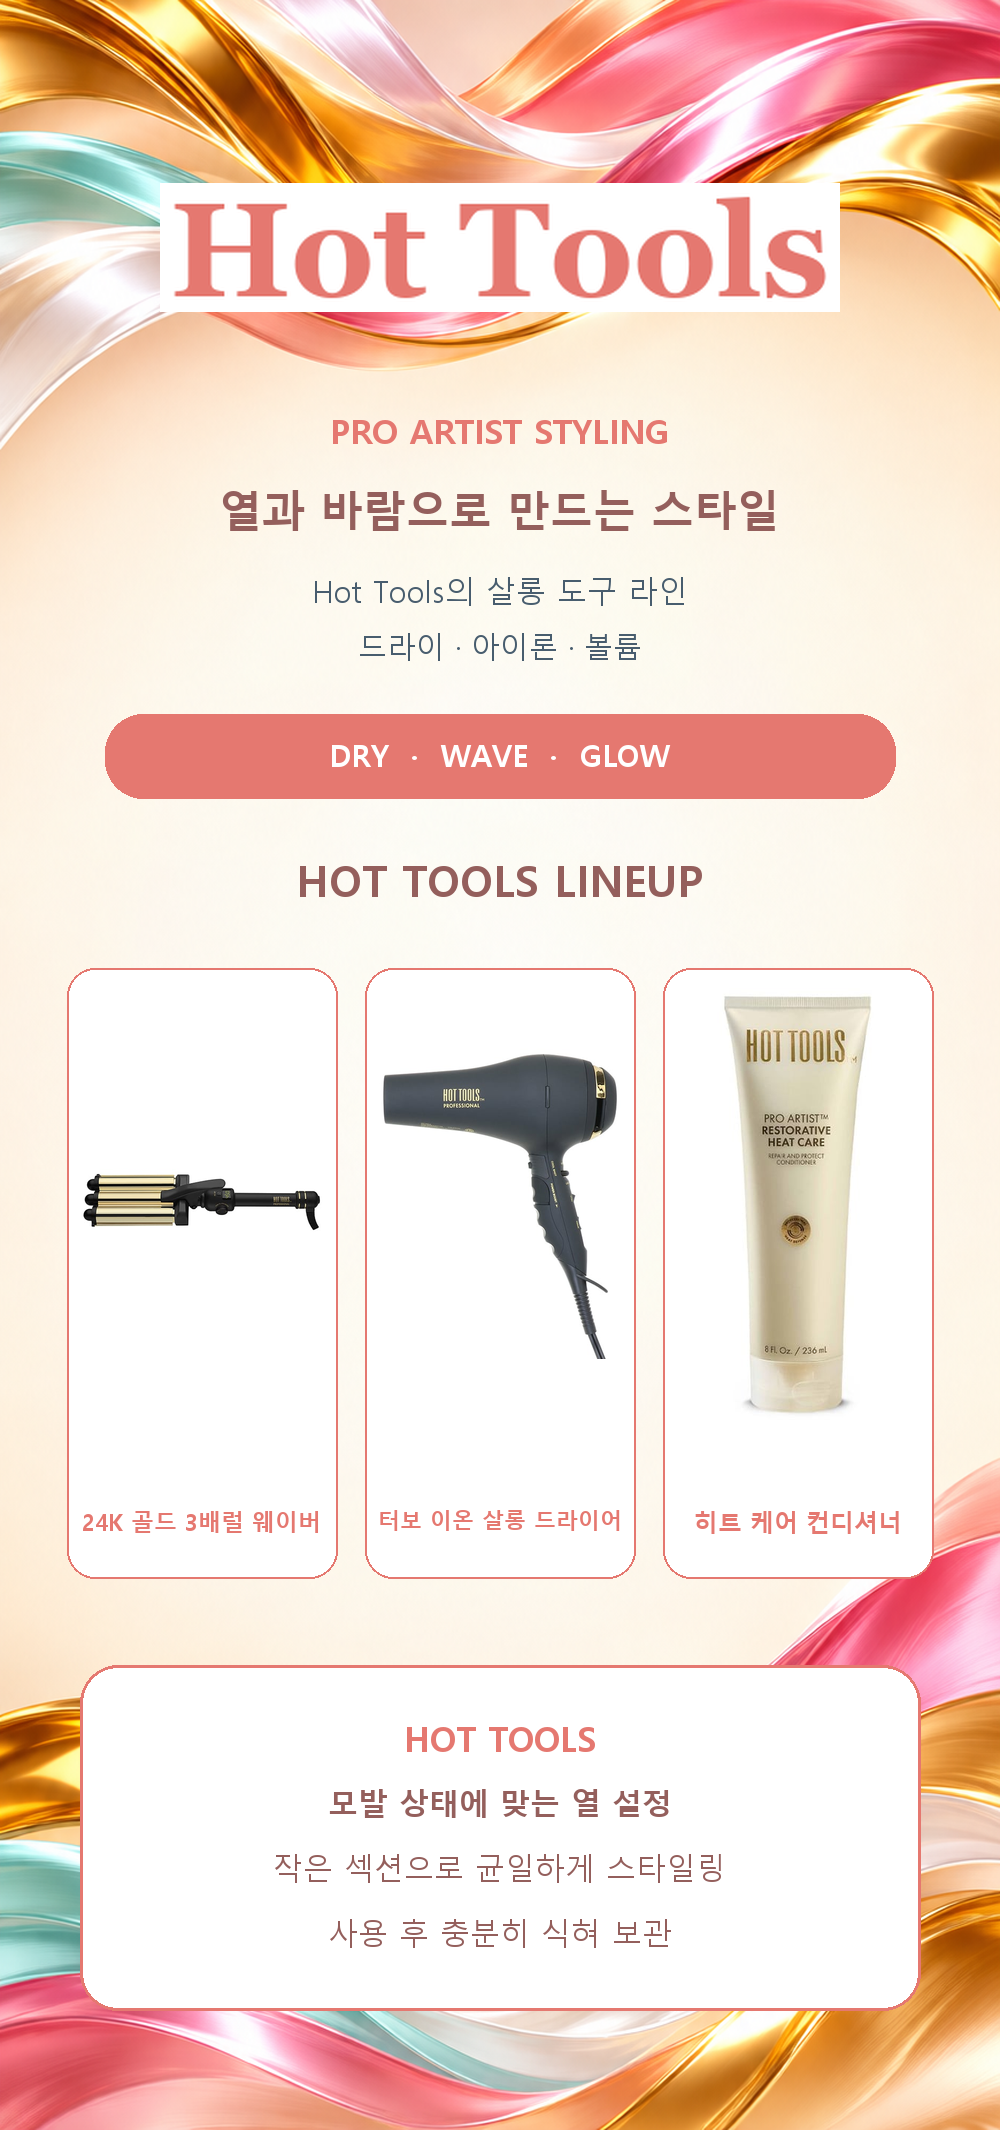 Hot Tools
PRO ARTIST STYLING
열과 바람으로 만드는 스타일
Hot Tools의 살롱 도구 라인
드라이 · 아이론 · 볼륨
DRY · WAVE · GLOW
HOT TOOLS LINEUP
HOT TOOLS
24K 골드 3배럴 웨이버
HOT TOOLS
PROFESSIONAL
터보 이온 살롱 드라이어
HOT TOOLS
PRO ARTIST™
RESTORATIVE
HEAT CARE
REPAIR AND PROTECT
CONDITIONER
8 Fl. Oz. / 236 mL
히트 케어 컨디셔너
HOT TOOLS
모발 상태에 맞는 열 설정
작은 섹션으로 균일하게 스타일링
사용 후 충분히 식혀 보관